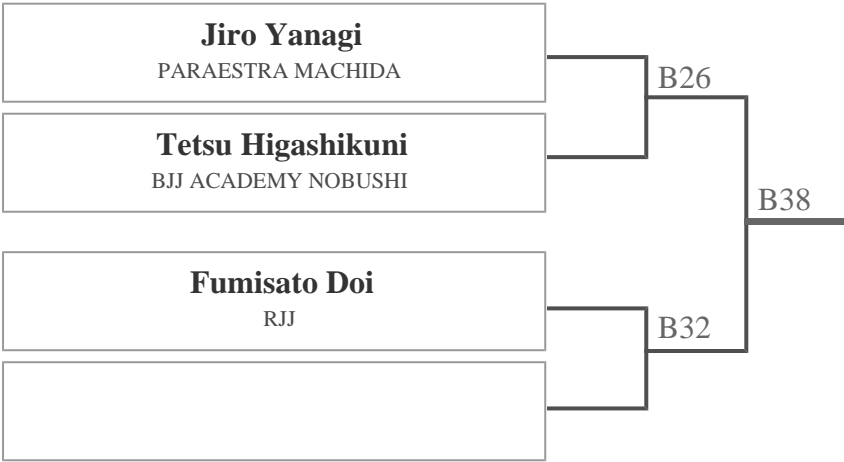 Jiro Yanagi
PARAESTRA MACHIDA
B26
Tetsu Higashikuni
BJJ ACADEMY NOBUSHI
B38
Fumisato Doi
RJJ
B32